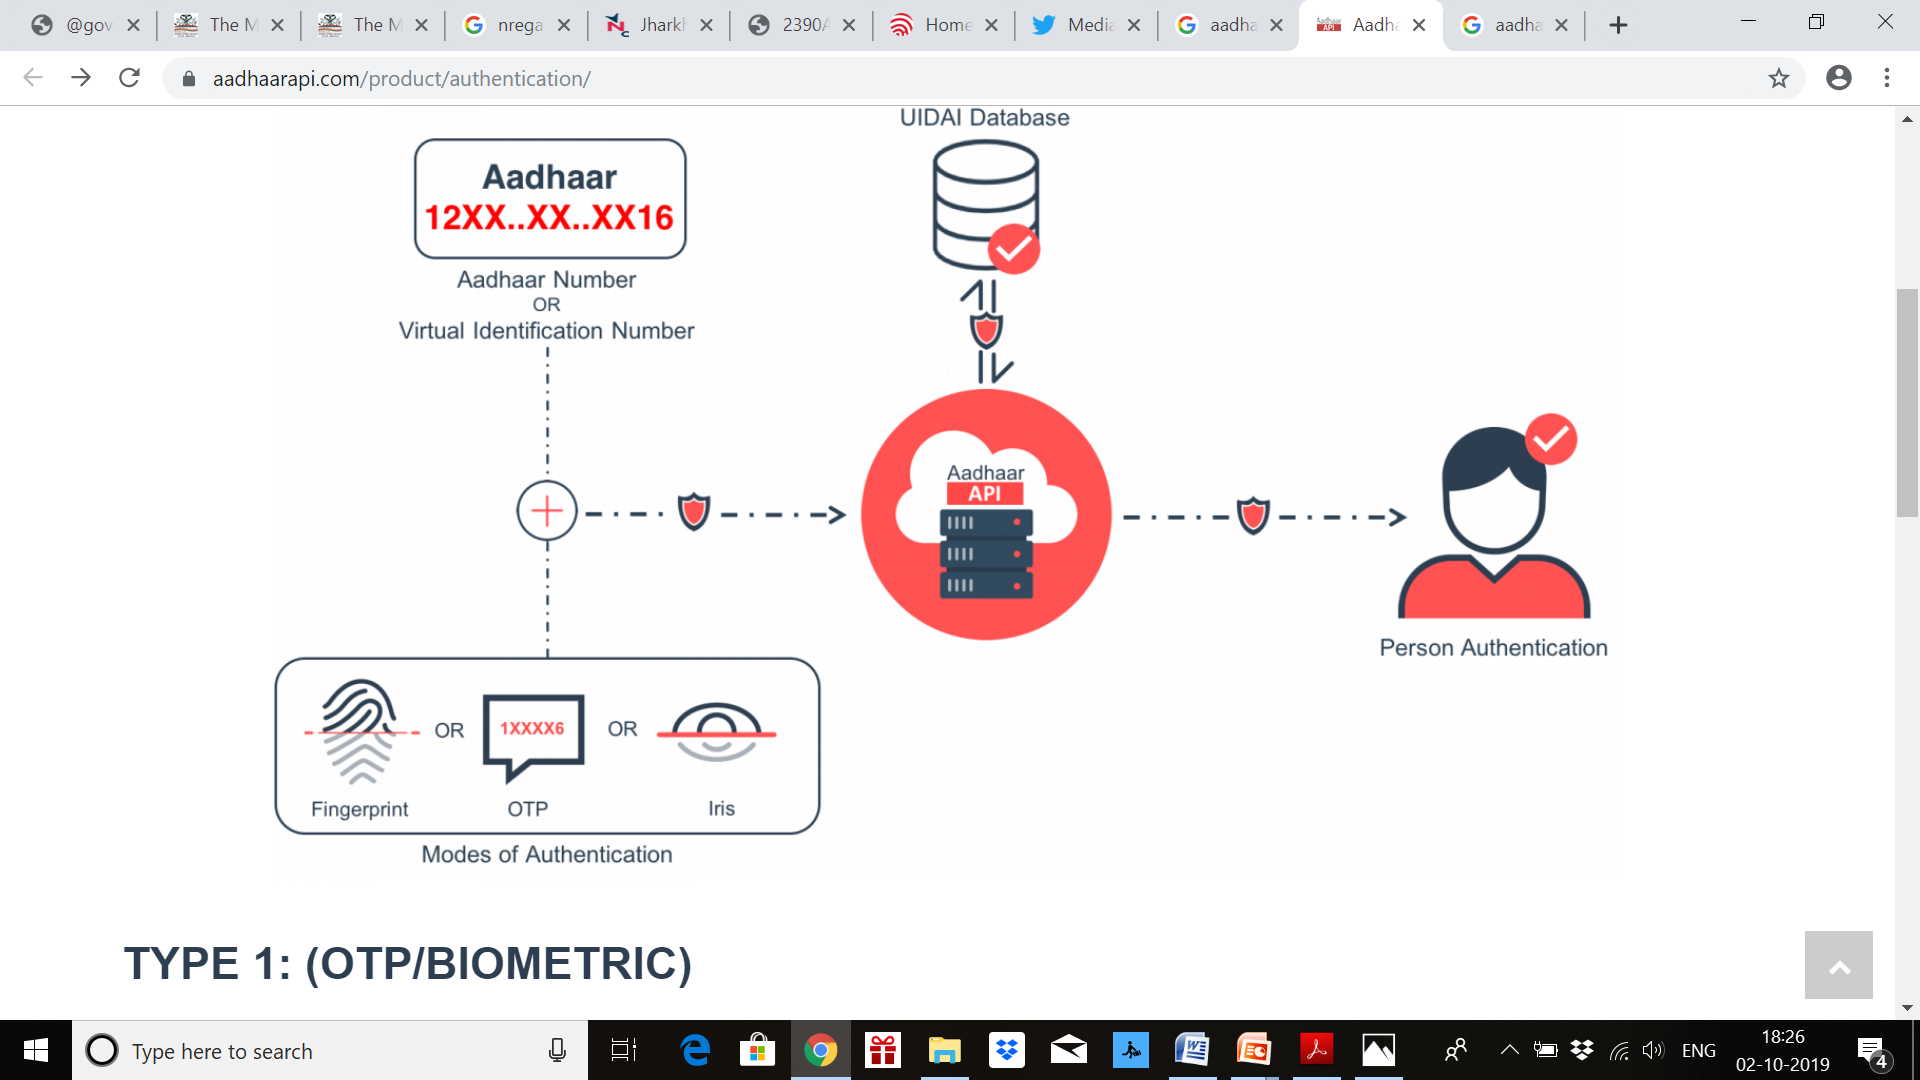 @gov
The M
The M
nrega
Jharkh
2390A
Home
Media
aadha
Aadha
aadha
aadhaarapi.com/product/authentication/
UIDAI Database
Aadhaar
12XX..XX..XX16
Aadhaar Number
OR
Virtual Identification Number
Aadhaar
API
Person Authentication
1XXXX6
OR
OR
Fingerprint
OTP
Iris
Modes of Authentication
TYPE 1: (OTP/BIOMETRIC)
Type here to search
ENG
18:26
02-10-2019
4